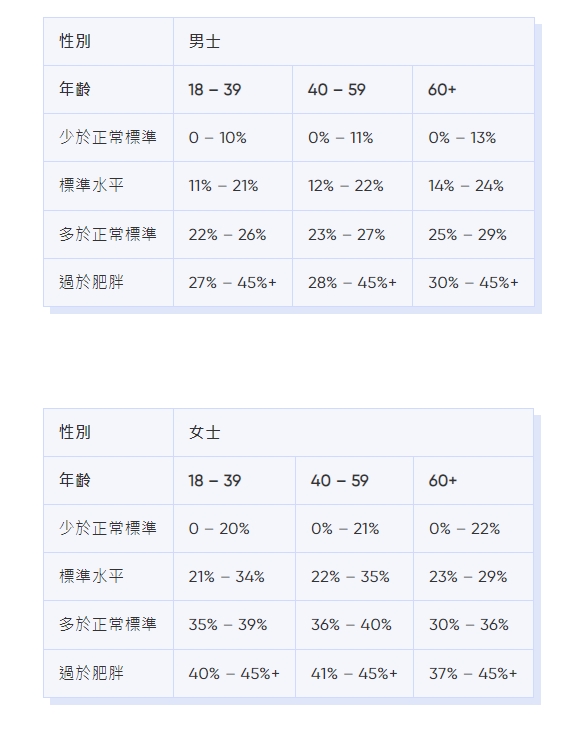 性別 男士
年齡 18 – 39 40 – 59 60+
少於正常標準 0 – 10% 0% – 11% 0% – 13%
標準水平 11% – 21% 12% – 22% 14% – 24%
多於正常標準 22% – 26% 23% – 27% 25% – 29%
過於肥胖 27% – 45%+ 28% – 45%+ 30% – 45%+
性別 女士
年齡 18 – 39 40 – 59 60+
少於正常標準 0 – 20% 0% – 21% 0% – 22%
標準水平 21% – 34% 22% – 35% 23% – 29%
多於正常標準 35% – 39% 36% – 40% 30% – 36%
過於肥胖 40% – 45%+ 41% – 45%+ 37% – 45%+